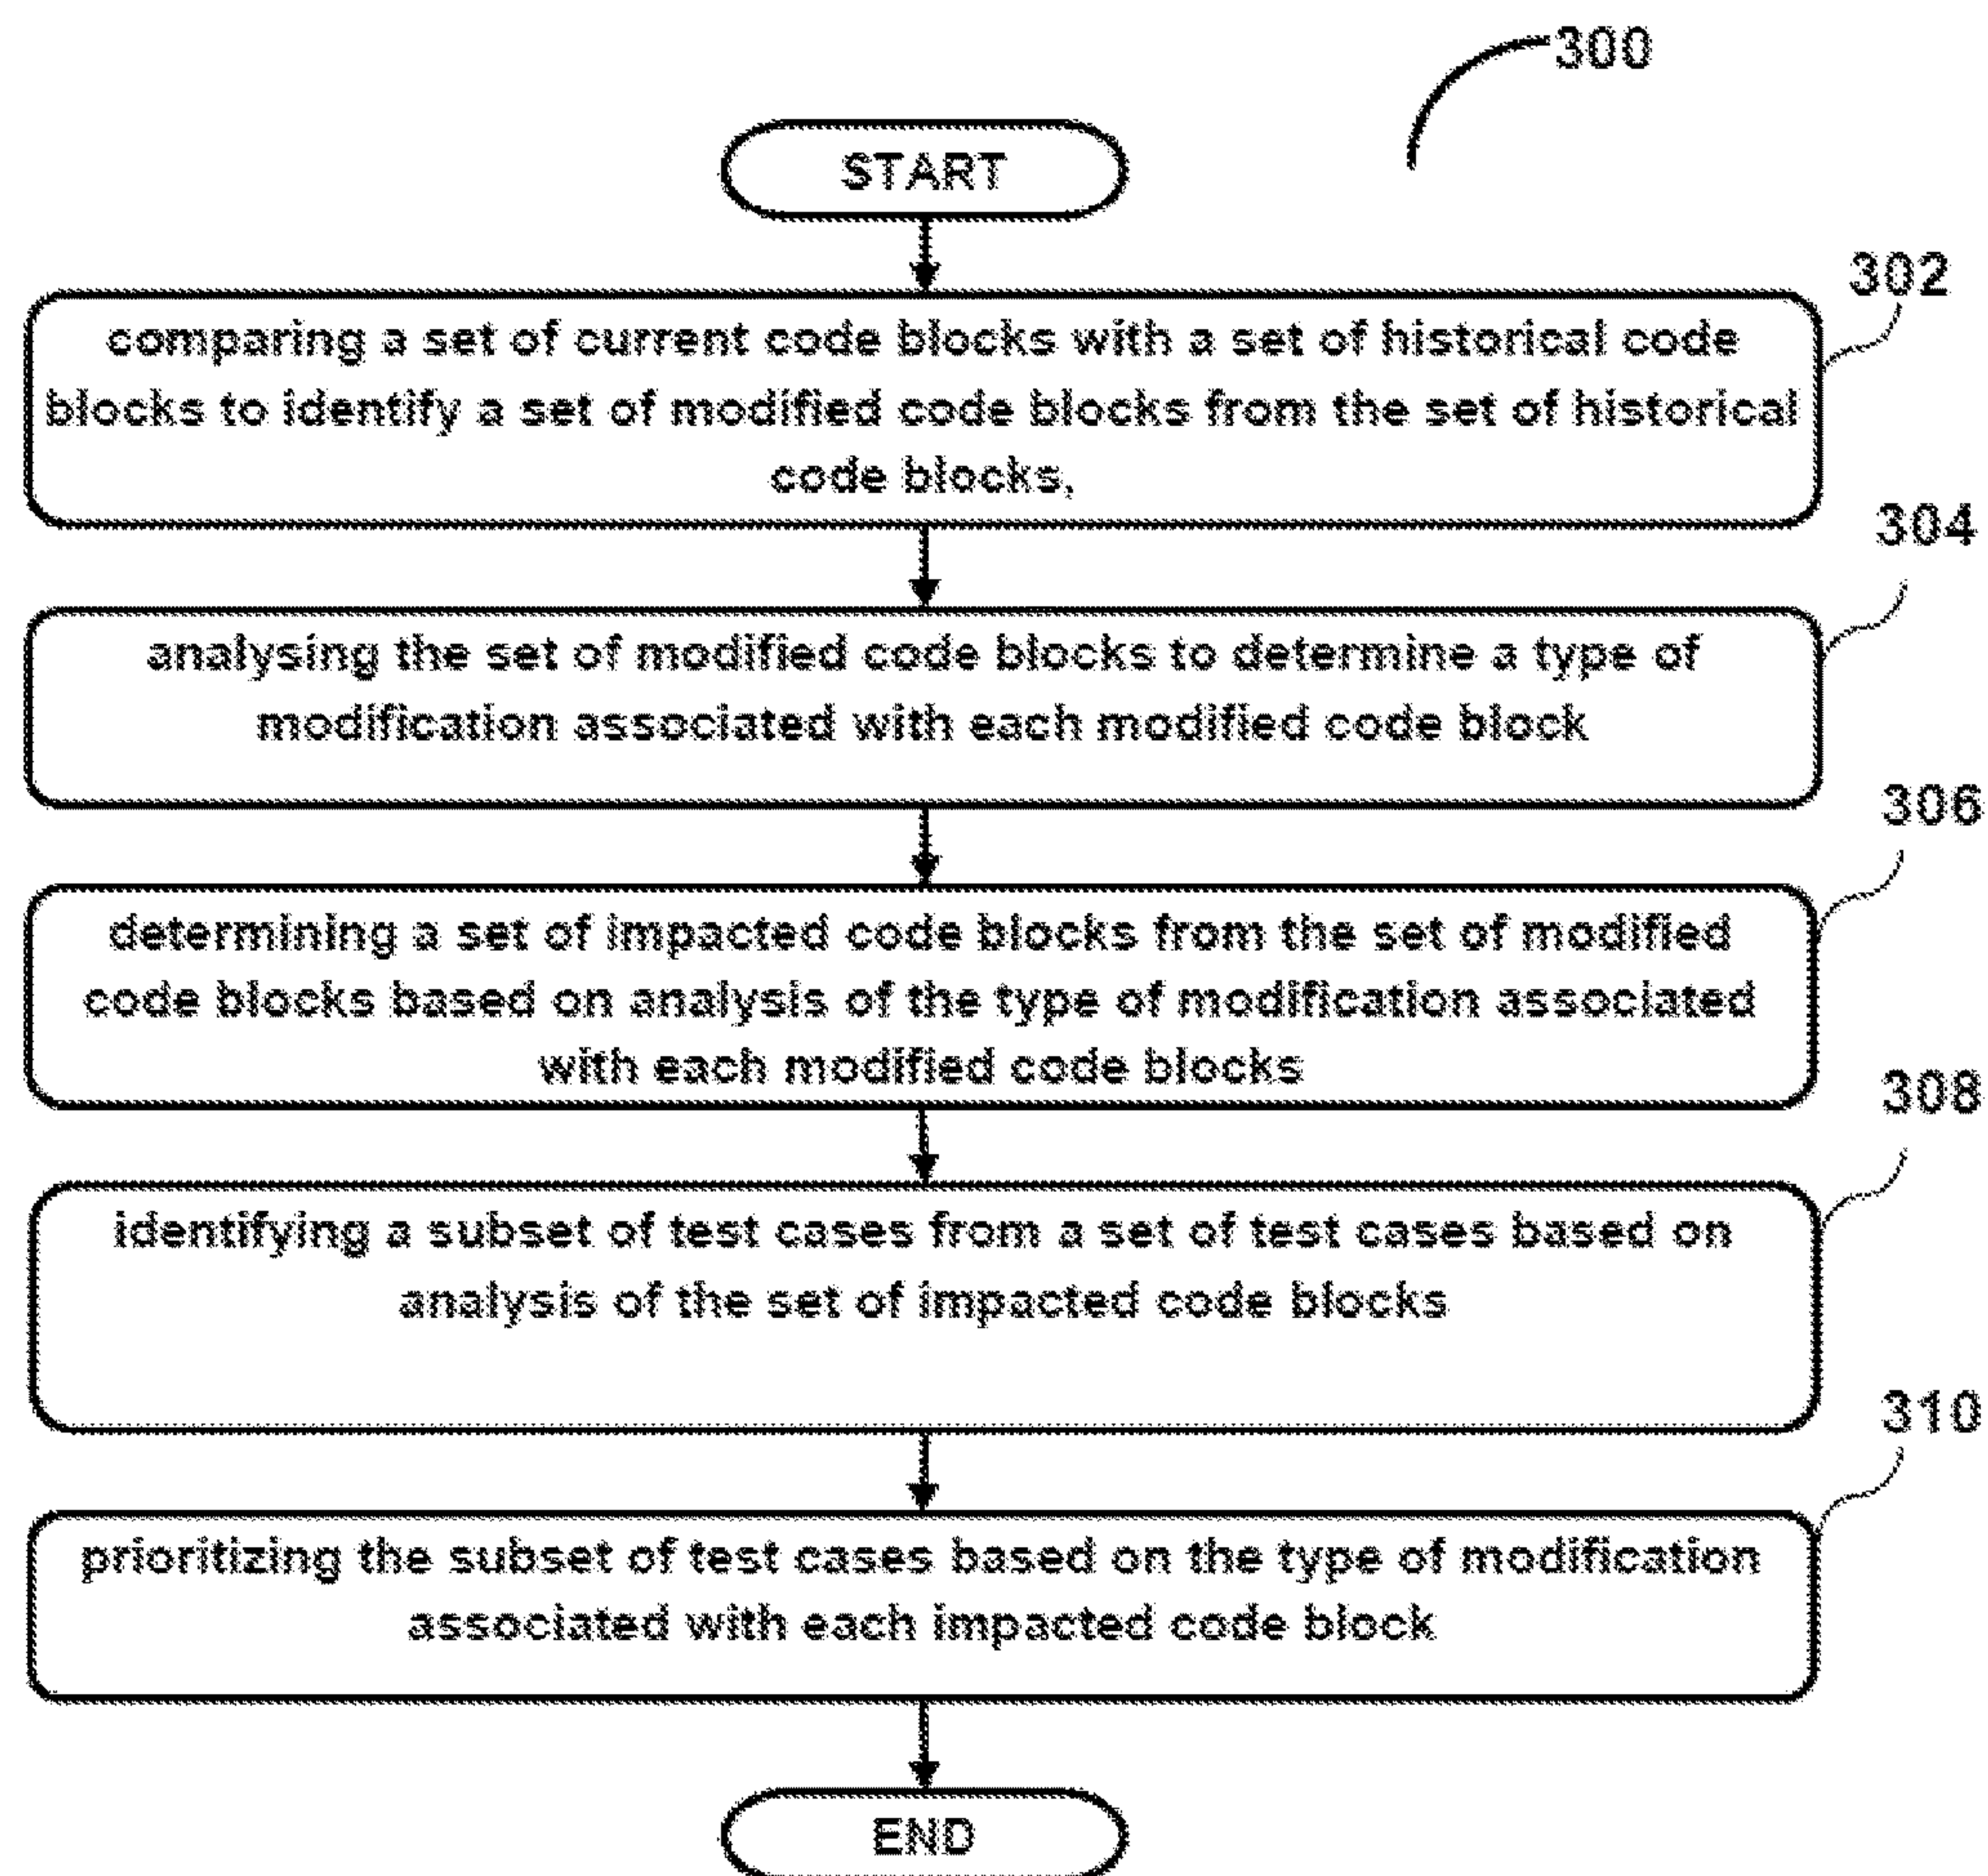 300
START
302
comparing a set of current code blocks with a set of historical code
blocks to identify a set of modified code blocks from the set of historical
code blocks,
304
analysing the set of modified code blocks to determine a type of
modification associated with each modified code block
306
determining a set of impacted code blocks from the set of modified
code blocks based on analysis of the type of modification associated
with each modified code blocks
308
identifying a subset of test cases from a set of test cases based on
analysis of the set of impacted code blocks
310
prioritizing the subset of test cases based on the type of modification
associated with each impacted code block
END